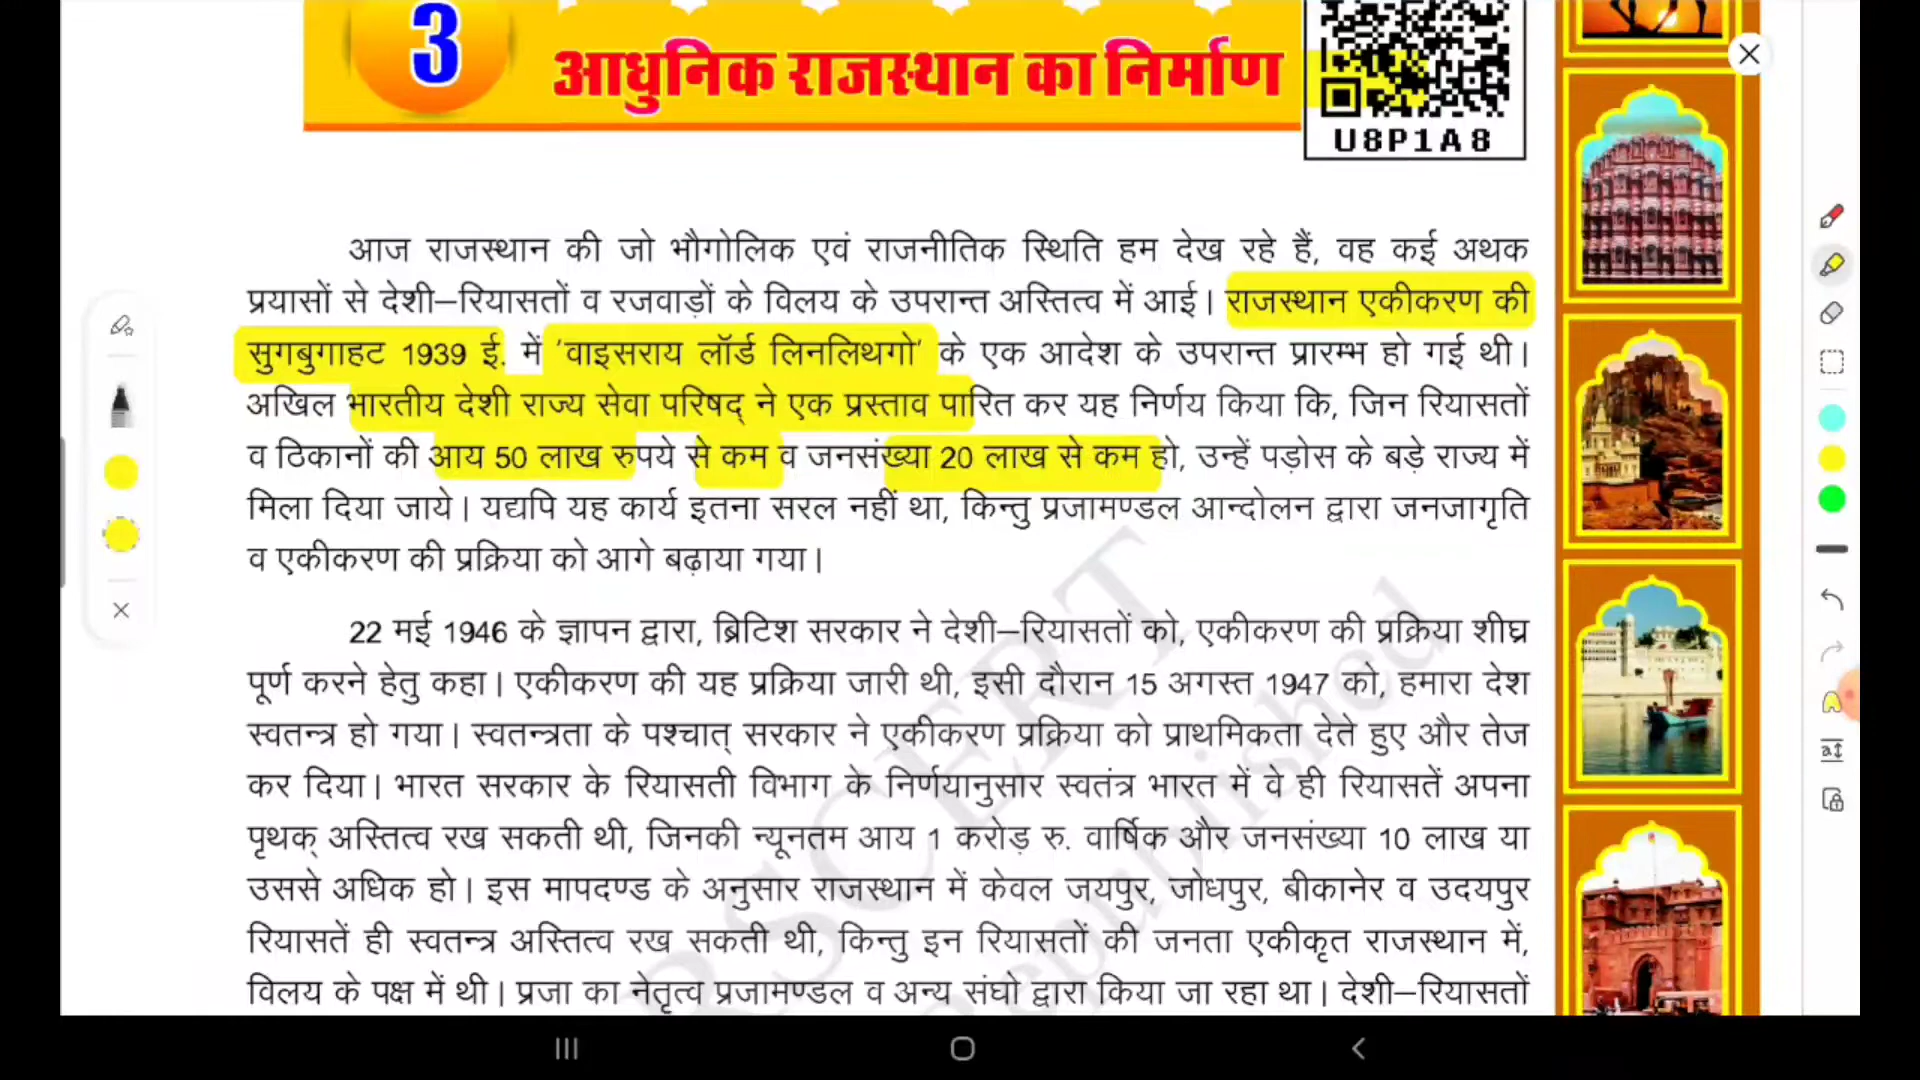 3
आधुनिक राजस्थान का निर्माण
U8P1A8
आज राजस्थान की जो भौगोलिक एवं राजनीतिक स्थिति हम देख रहे हैं, वह कई अथक
प्रयासों से देशी–रियासतों व रजवाड़ों के विलय के उपरान्त अस्तित्व में आई। राजस्थान एकीकरण की
सुगबुगाहट 1939 ई. में ‘वाइसराय लॉर्ड लिनलिथगो’ के एक आदेश के उपरान्त प्रारम्भ हो गई थी।
अखिल भारतीय देशी राज्य सेवा परिषद् ने एक प्रस्ताव पारित कर यह निर्णय किया कि, जिन रियासतों
व ठिकानों की आय 50 लाख रुपये से कम व जनसंख्या 20 लाख से कम हो, उन्हें पड़ोस के बड़े राज्य में
मिला दिया जाये। यद्यपि यह कार्य इतना सरल नहीं था, किन्तु प्रजामण्डल आन्दोलन द्वारा जनजागृति
व एकीकरण की प्रक्रिया को आगे बढ़ाया गया।
22 मई 1946 के ज्ञापन द्वारा, ब्रिटिश सरकार ने देशी–रियासतों को, एकीकरण की प्रक्रिया शीघ्र
पूर्ण करने हेतु कहा। एकीकरण की यह प्रक्रिया जारी थी, इसी दौरान 15 अगस्त 1947 को, हमारा देश
स्वतन्त्र हो गया। स्वतन्त्रता के पश्चात् सरकार ने एकीकरण प्रक्रिया को प्राथमिकता देते हुए और तेज
कर दिया। भारत सरकार के रियासती विभाग के निर्णयानुसार स्वतंत्र भारत में वे ही रियासतें अपना
पृथक् अस्तित्व रख सकती थी, जिनकी न्यूनतम आय 1 करोड़ रु. वार्षिक और जनसंख्या 10 लाख या
उससे अधिक हो। इस मापदण्ड के अनुसार राजस्थान में केवल जयपुर, जोधपुर, बीकानेर व उदयपुर
रियासतें ही स्वतन्त्र अस्तित्व रख सकती थी, किन्तु इन रियासतों की जनता एकीकृत राजस्थान में,
विलय के पक्ष में थी। प्रजा का नेतृत्व प्रजामण्डल व अन्य संघो द्वारा किया जा रहा था। देशी–रियासतों
RSCERT
republished